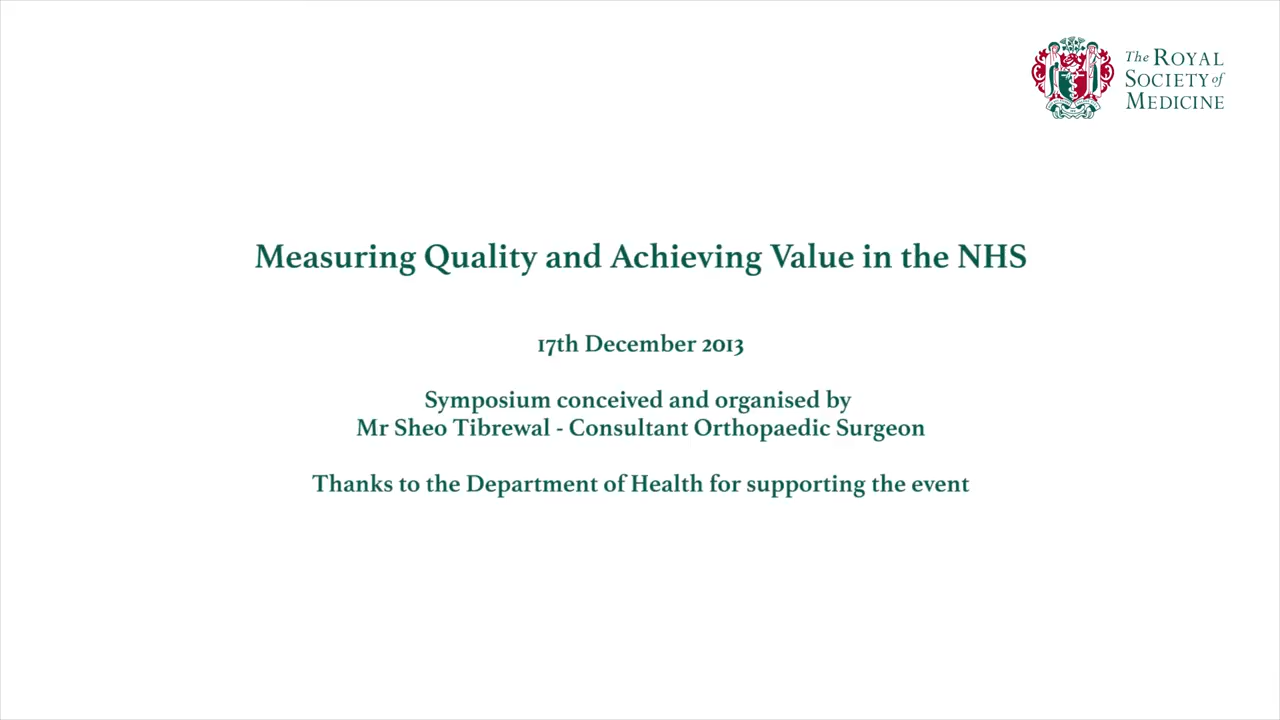 The ROYAL
SOCIETY of
MEDICINE
Measuring Quality and Achieving Value in the NHS
17th December 2013
Symposium conceived and organised by
Mr Sheo Tibrewal - Consultant Orthopaedic Surgeon
Thanks to the Department of Health for supporting the event